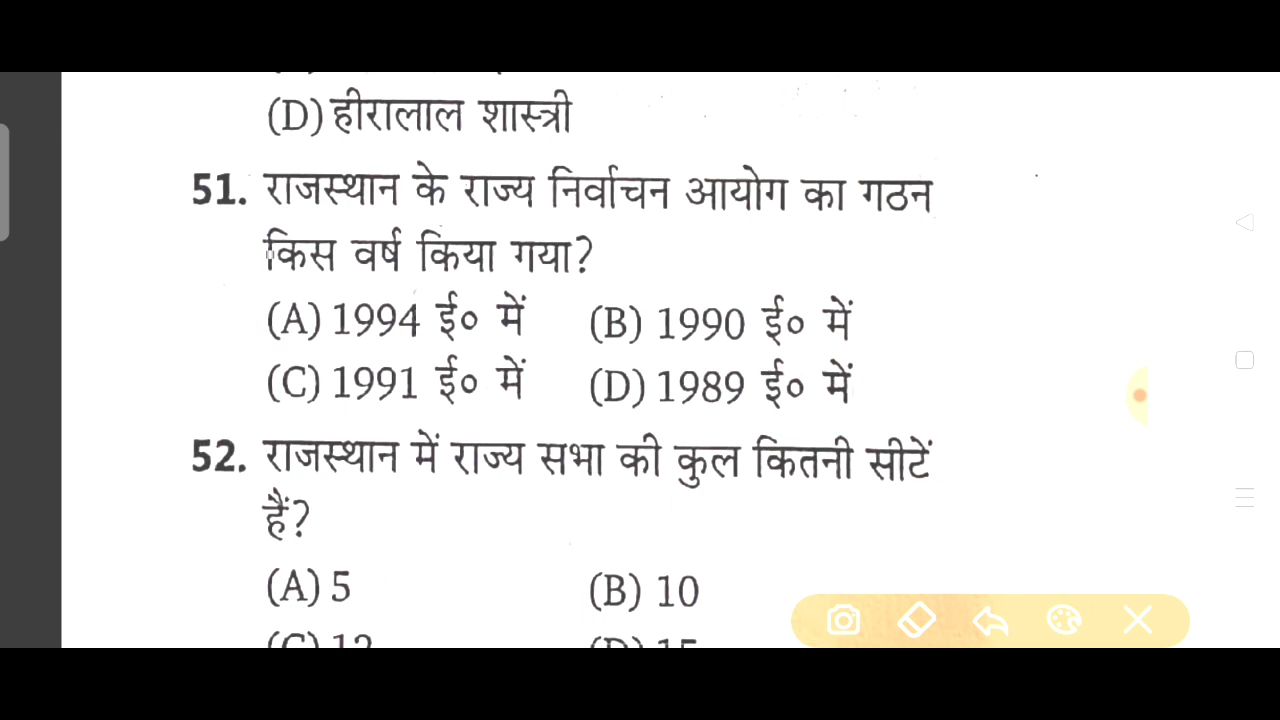 (D) हीरालाल शास्त्री
51. राजस्थान के राज्य निर्वाचन आयोग का गठन
किस वर्ष किया गया?
(A) 1994 ई० में (B) 1990 ई० में
(C) 1991 ई० में (D) 1989 ई० में
52. राजस्थान में राज्य सभा की कुल कितनी सीटें
हैं?
(A) 5 (B) 10